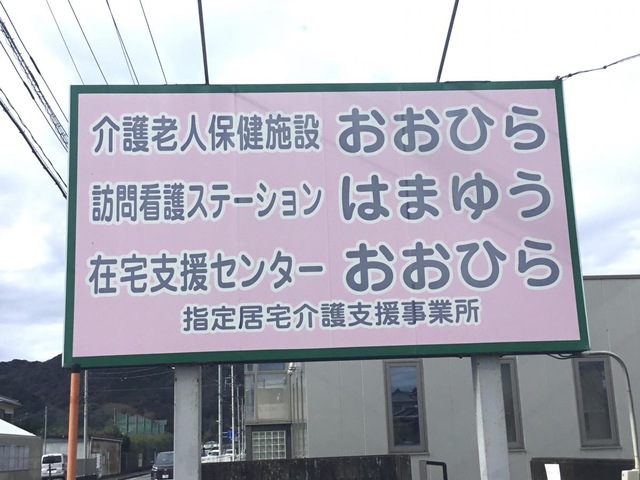 介護老人保健施設 おおひら
訪問看護ステーション はまゆう
在宅支援センター おおひら
指定居宅介護支援事業所